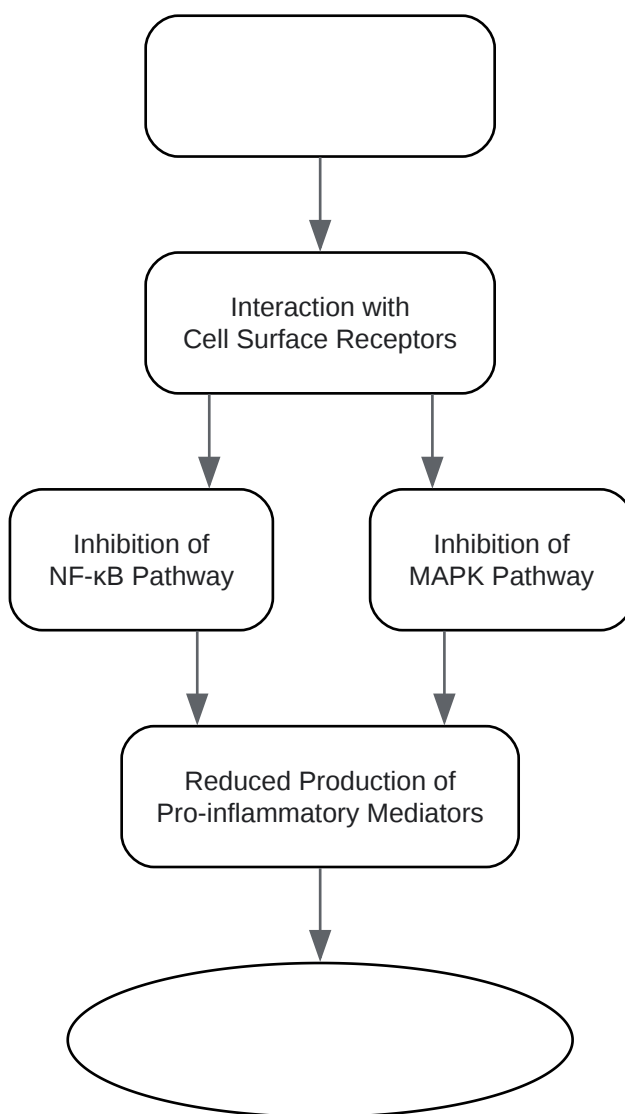 Interaction with
Cell Surface Receptors
Inhibition of
NF-κB Pathway
Inhibition of
MAPK Pathway
Reduced Production of
Pro-inflammatory Mediators